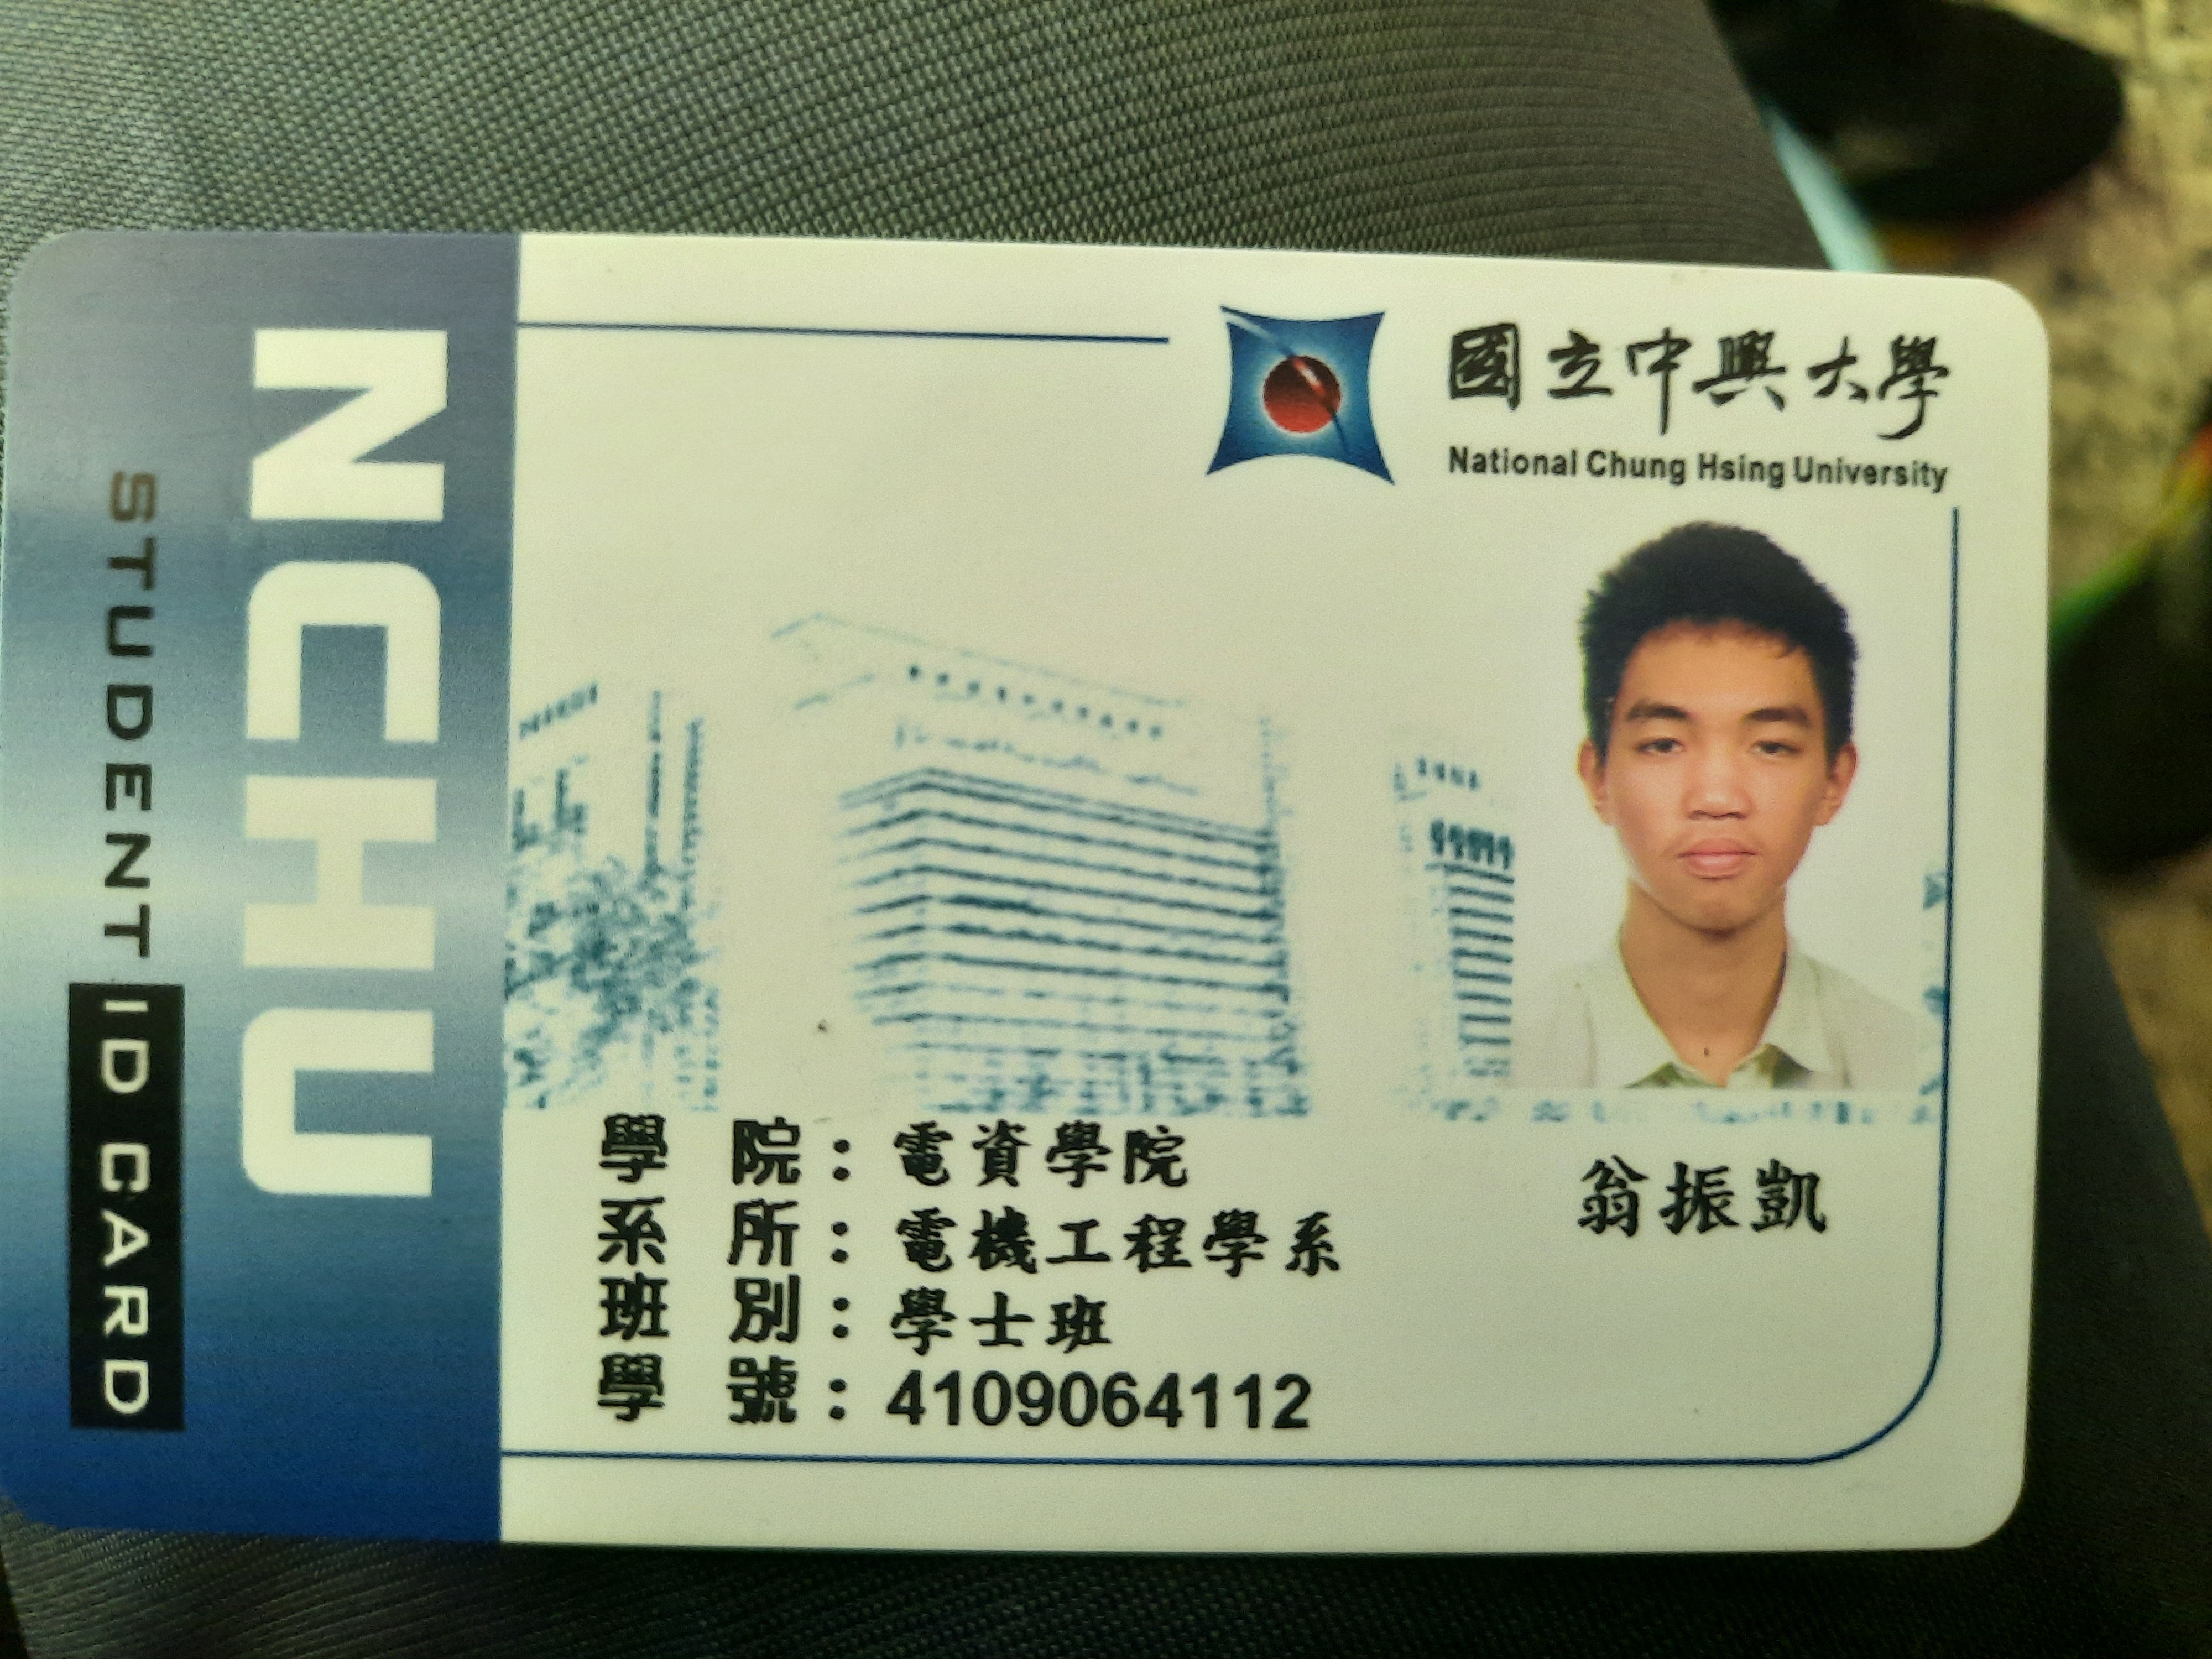 NCHU
STUDENT ID CARD
國立中興大學
National Chung Hsing University
學 院：電資學院
系 所：電機工程學系
班 別：學士班
學 號：4109064112
翁振凱